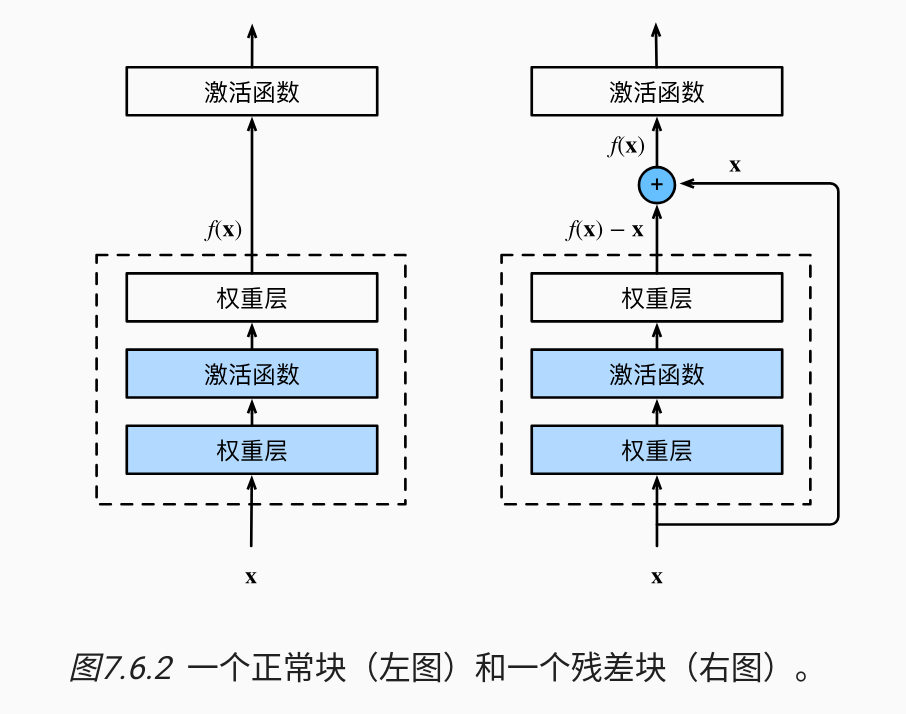 激活函数
f(x)
权重层
激活函数
权重层
x
激活函数
f(x)
x
+
f(x) − x
权重层
激活函数
权重层
x
图7.6.2 一个正常块（左图）和一个残差块（右图）。